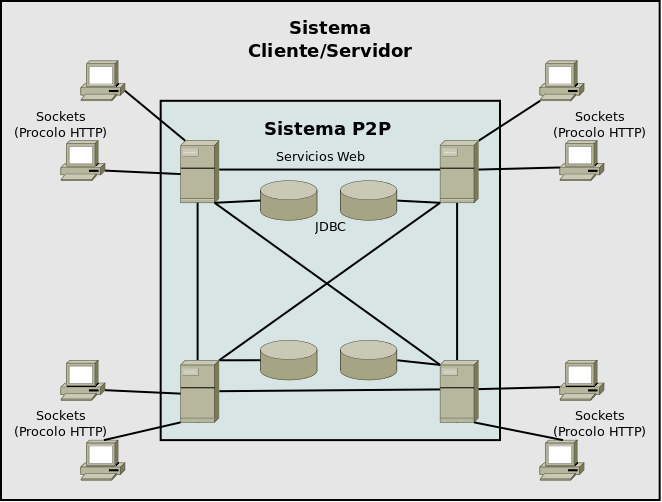 Sistema
Cliente/Servidor
Sockets
(Procolo HTTP)
Sockets
(Procolo HTTP)
Sistema P2P
Servicios Web
JDBC
Sockets
(Procolo HTTP)
Sockets
(Procolo HTTP)